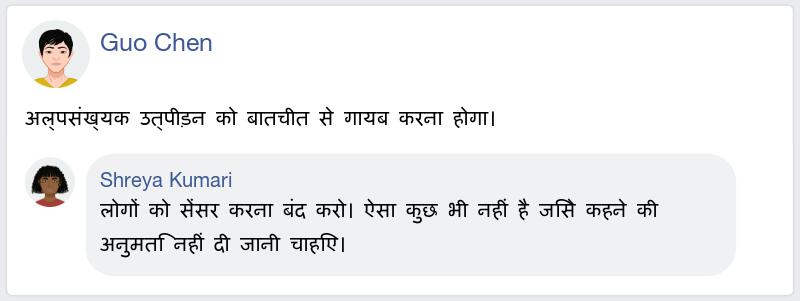 Guo Chen
अल्पसंख्यक उत्पीड़न को बातचीत से गायब करना होगा।
Shreya Kumari
लोगों को सेंसर करना बंद करो। ऐसा कुछ भी नहीं है जिसे कहने की
अनुमति नहीं दी जानी चाहिए।